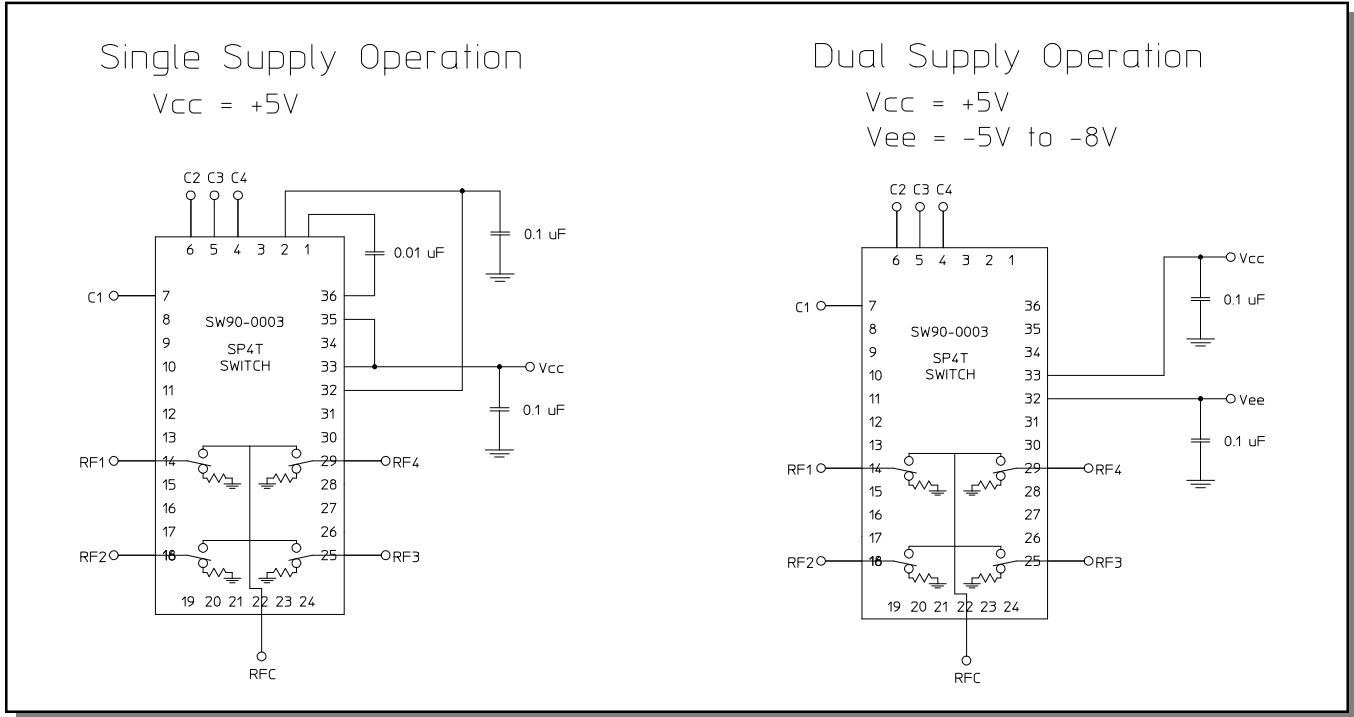 Single Supply Operation
Vcc = +5V
C2 C3 C4
6 5 4 3 2 1
0.01 uF
0.1 uF
C1
7
8
9
10
11
12
13
14
15
16
17
18
36
35
34
33
32
31
30
29
28
27
26
25
SW90-0003
SP4T
SWITCH
Vcc
0.1 uF
RF1
RF4
RF2
RF3
19 20 21 22 23 24
RFC
Dual Supply Operation
Vcc = +5V
Vee = -5V to -8V
C2 C3 C4
6 5 4 3 2 1
C1
7
8
9
10
11
12
13
14
15
16
17
18
36
35
34
33
32
31
30
29
28
27
26
25
SW90-0003
SP4T
SWITCH
Vcc
0.1 uF
Vee
0.1 uF
RF1
RF4
RF2
RF3
19 20 21 22 23 24
RFC